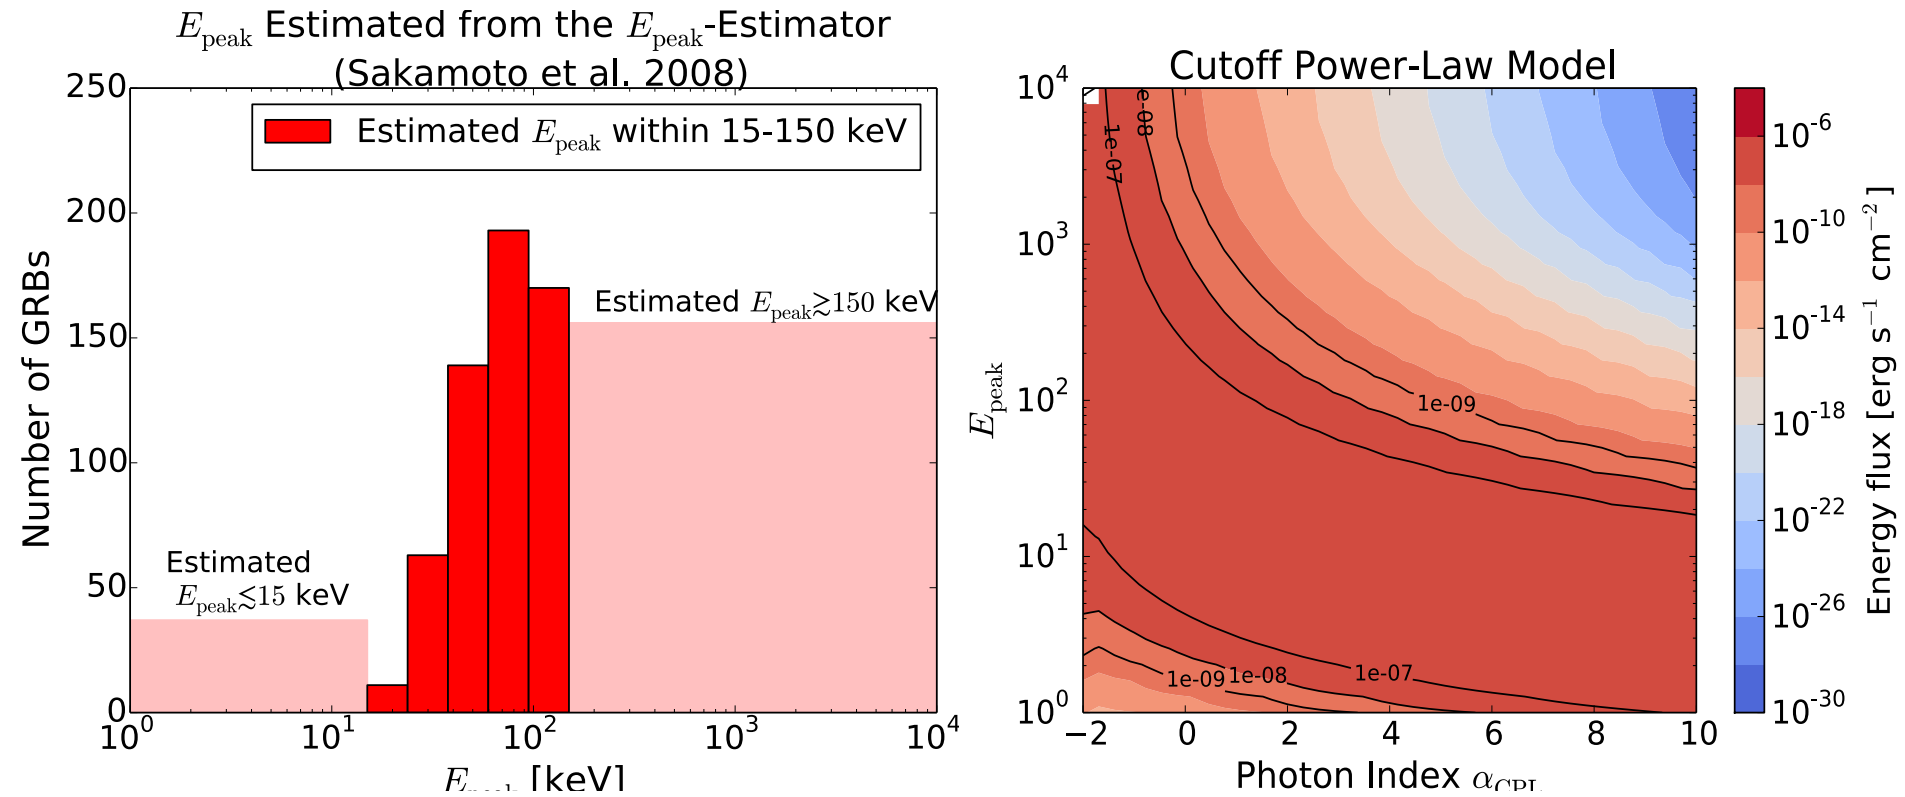 E_peak Estimated from the E_peak-Estimator
(Sakamoto et al. 2008)
Estimated E_peak within 15-150 keV
Estimated E_peak≳150 keV
Estimated
E_peak≲15 keV
Number of GRBs
250
200
150
100
50
0
10^0 10^1 10^2 10^3 10^4
E_peak [keV]
Cutoff Power-Law Model
E_peak
10^4
10^3
10^2
10^1
10^0
1e-07
1e-08
1e-09
1e-09
1e-08
1e-07
−2 0 2 4 6 8 10
Photon Index α_CPL
10^-6
10^-10
10^-14
10^-18
10^-22
10^-26
10^-30
Energy flux [erg s^−1 cm^−2]